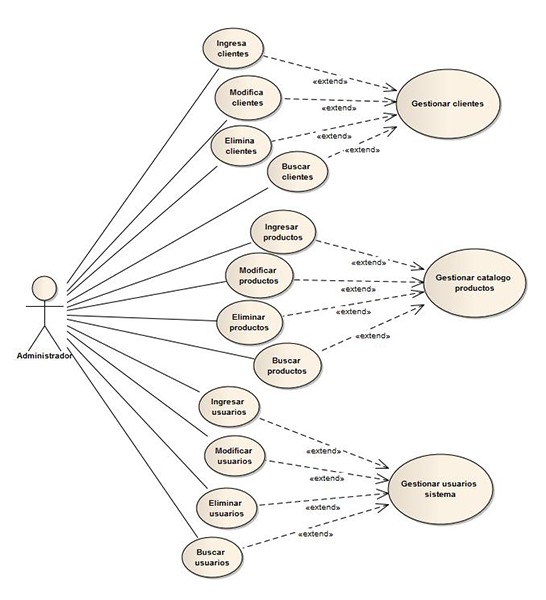 Ingresa
clientes
«extend»
Modifica
clientes
«extend»
Gestionar clientes
Elimina
clientes
«extend»
Buscar
clientes
«extend»
Ingresar
productos
«extend»
Modificar
productos
«extend»
Gestionar catalogo
productos
Eliminar
productos
«extend»
Buscar
productos
«extend»
Administrador
Ingresar
usuarios
«extend»
Modificar
usuarios
«extend»
Gestionar usuarios
sistema
Eliminar
usuarios
«extend»
Buscar
usuarios
«extend»